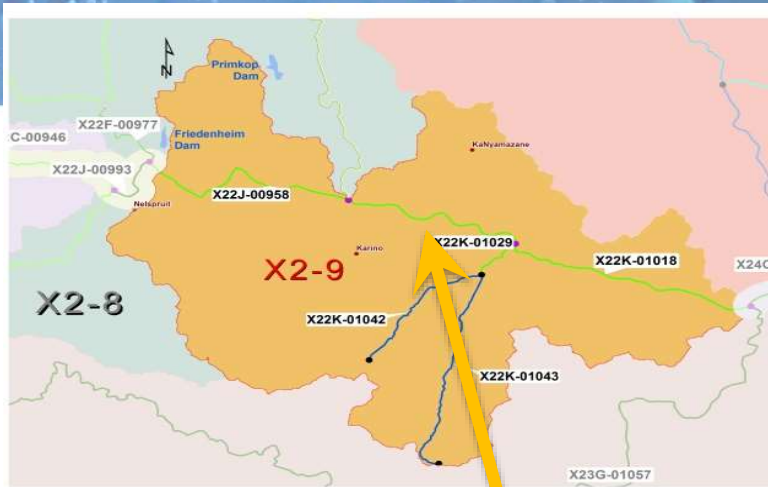 N
Primkop
Dam
X22F-00977
C-00946
Friedenheim
Dam
KaNyamazane
X22J-00993
X22J-00958
Nelspruit
X22K-01029
Karino
X22K-01018
X24C
X2-9
X2-8
X22K-01042
X22K-01043
X23G-01057